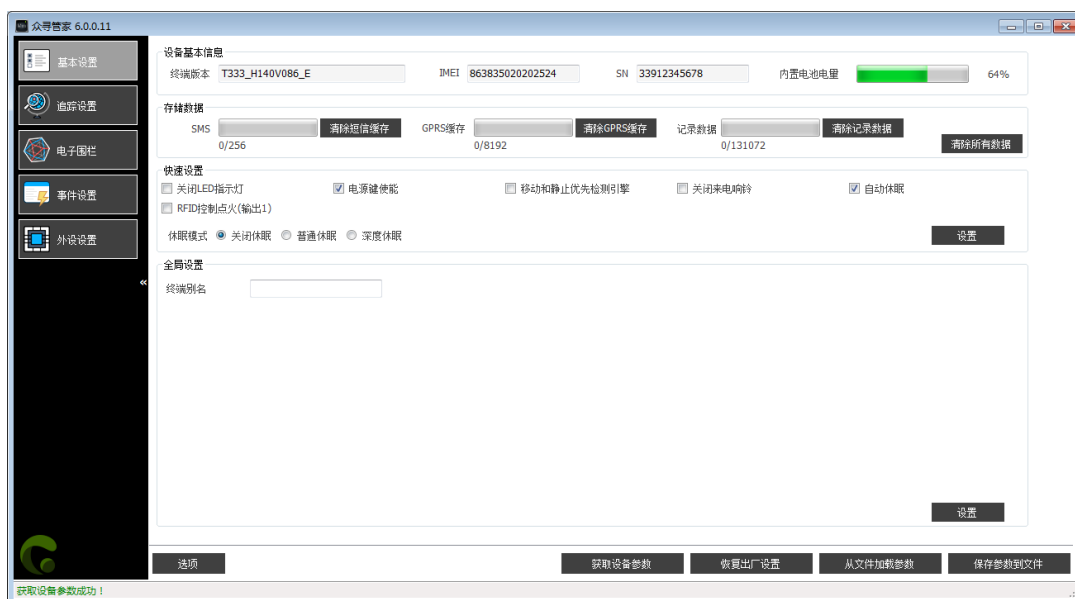 众寻管家 6.0.0.11
基本设置
追踪设置
电子围栏
事件设置
外设设置
«
设备基本信息
终端版本 T333_H140V086_E IMEI 863835020202524 SN 33912345678 内置电池电量 64%
存储数据
SMS 清除短信缓存 GPRS缓存 清除GPRS缓存 记录数据 清除记录数据
0/256 0/8192 0/131072 清除所有数据
快速设置
关闭LED指示灯 电源键使能 移动和静止优先检测引擎 关闭来电响铃 自动休眠
RFID控制点火(输出1)
休眠模式 关闭休眠 普通休眠 深度休眠 设置
全局设置
终端别名
设置
选项 获取设备参数 恢复出厂设置 从文件加载参数 保存参数到文件
获取设备参数成功！